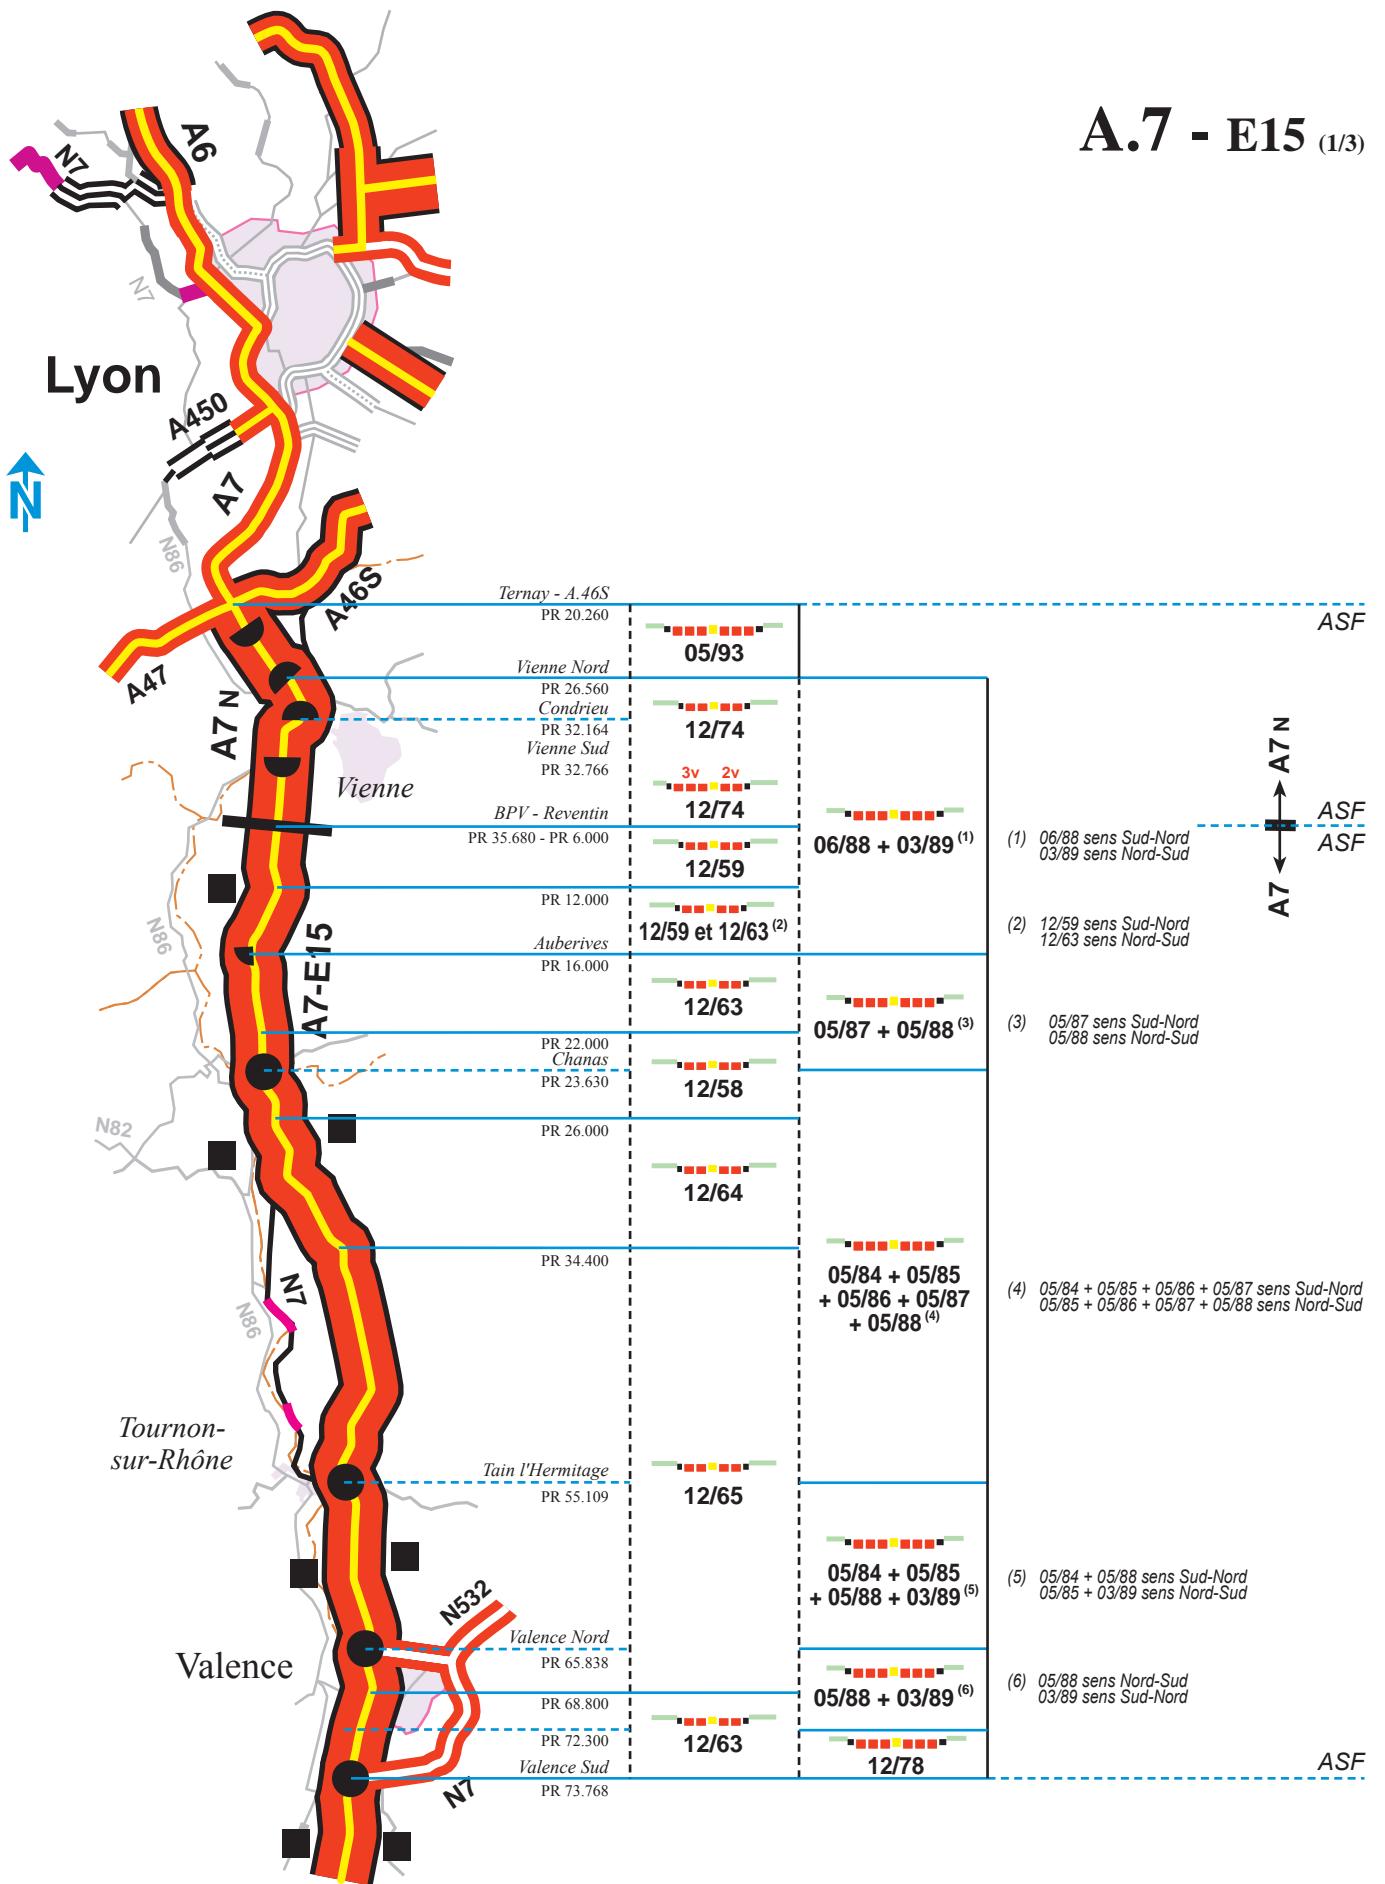 A.7 - E15 (1/3)
A6
N7
N7
Lyon
A450
A7
N
N86
A46S
A47
Ternay - A.46S
PR 20.260
ASF
05/93
Vienne Nord
PR 26.560
Condrieu
PR 32.164
12/74
A7 N
Vienne Sud
PR 32.766
Vienne
3v 2v
12/74
A7 N
BPV - Reventin
PR 35.680 - PR 6.000
ASF
ASF
06/88 + 03/89 (1)
(1) 06/88 sens Sud-Nord
03/89 sens Nord-Sud
12/59
A7
PR 12.000
N86
12/59 et 12/63 (2)
(2) 12/59 sens Sud-Nord
12/63 sens Nord-Sud
Auberives
PR 16.000
A7-E15
12/63
05/87 + 05/88 (3)
(3) 05/87 sens Sud-Nord
05/88 sens Nord-Sud
PR 22.000
Chanas
PR 23.630
12/58
N82
PR 26.000
12/64
PR 34.400
N7
N86
05/84 + 05/85
+ 05/86 + 05/87
+ 05/88 (4)
(4) 05/84 + 05/85 + 05/86 + 05/87 sens Sud-Nord
05/85 + 05/86 + 05/87 + 05/88 sens Nord-Sud
Tournon-
sur-Rhône
Tain l'Hermitage
PR 55.109
12/65
05/84 + 05/85
+ 05/88 + 03/89 (5)
(5) 05/84 + 05/88 sens Sud-Nord
05/85 + 03/89 sens Nord-Sud
N532
Valence Nord
PR 65.838
Valence
05/88 + 03/89 (6)
(6) 05/88 sens Nord-Sud
03/89 sens Sud-Nord
PR 68.800
PR 72.300
12/63
12/78
Valence Sud
PR 73.768
ASF
N7